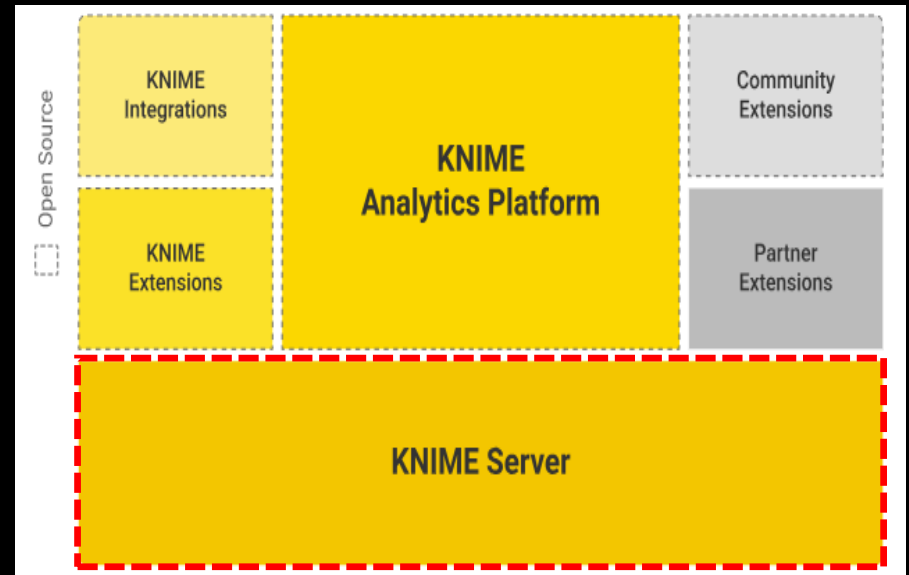 Open Source
KNIME
Integrations
KNIME
Analytics Platform
Community
Extensions
KNIME
Extensions
Partner
Extensions
KNIME Server